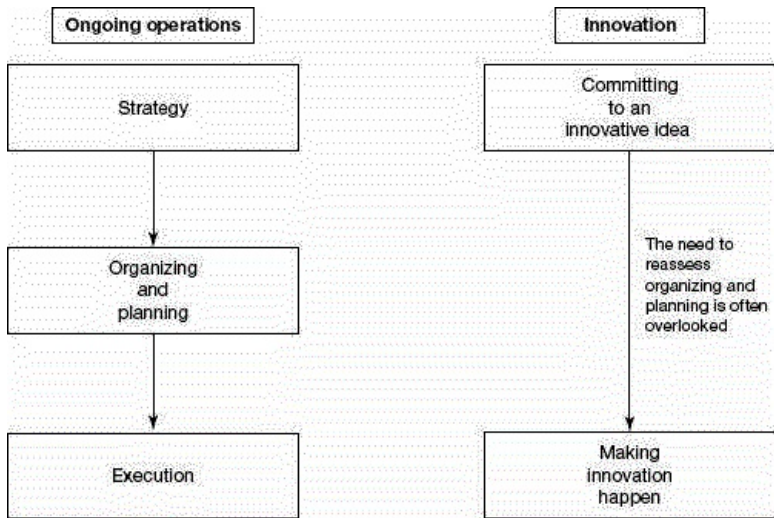 Ongoing operations
Innovation
Strategy
Committing
to an
innovative idea
Organizing
and
planning
The need to
reassess
organizing and
planning is often
overlooked
Execution
Making
innovation
happen